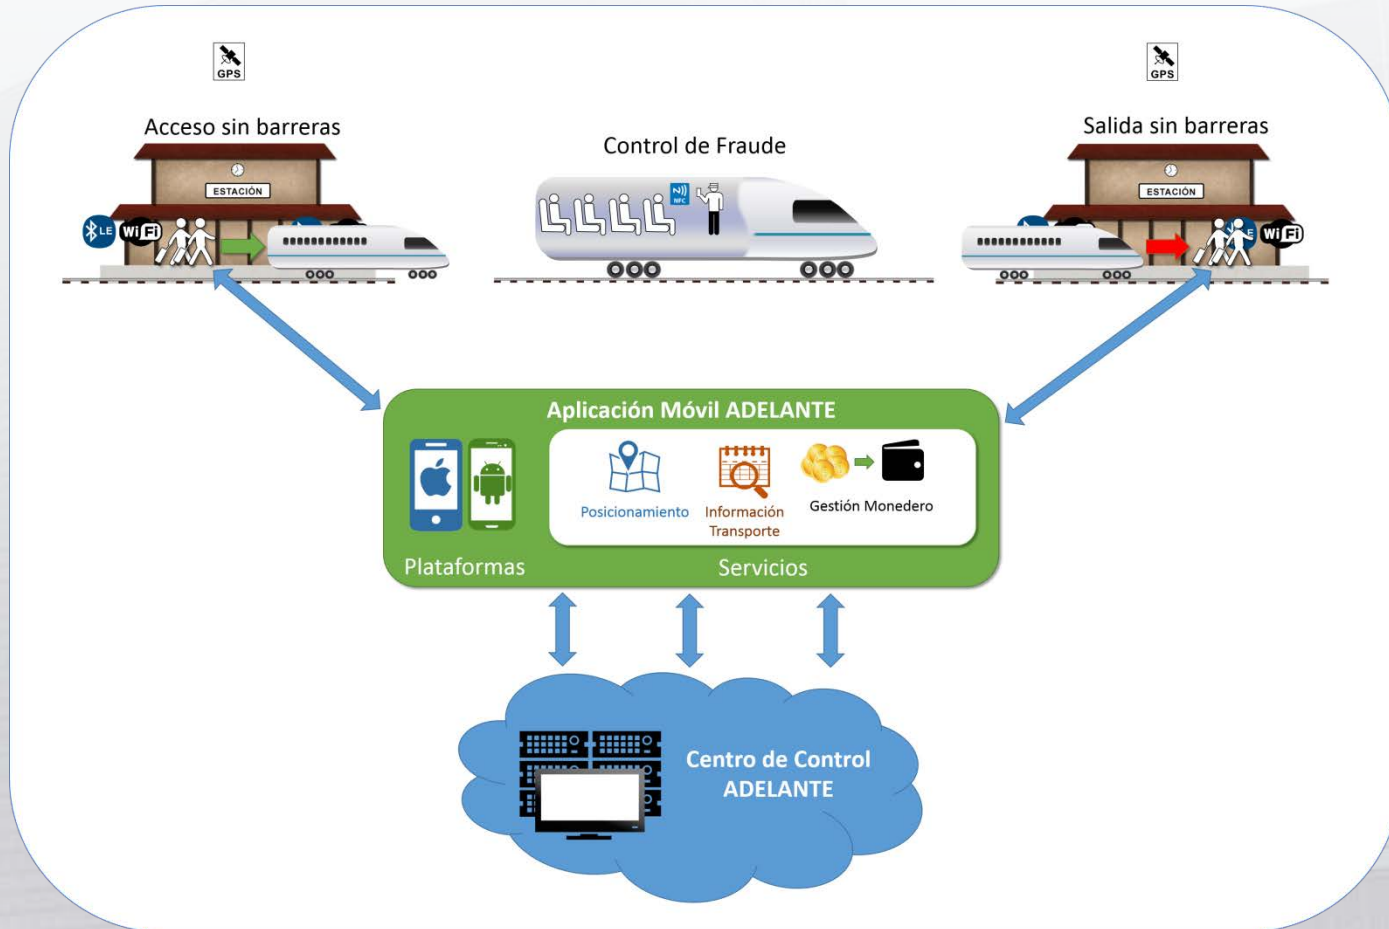 GPS
GPS
Acceso sin barreras
Control de Fraude
Salida sin barreras
ESTACIÓN
NFC
ESTACIÓN
LE
WiFi
E
WiFi
Aplicación Móvil ADELANTE
Posicionamiento
Información
Transporte
Gestión Monedero
Plataformas
Servicios
Centro de Control
ADELANTE